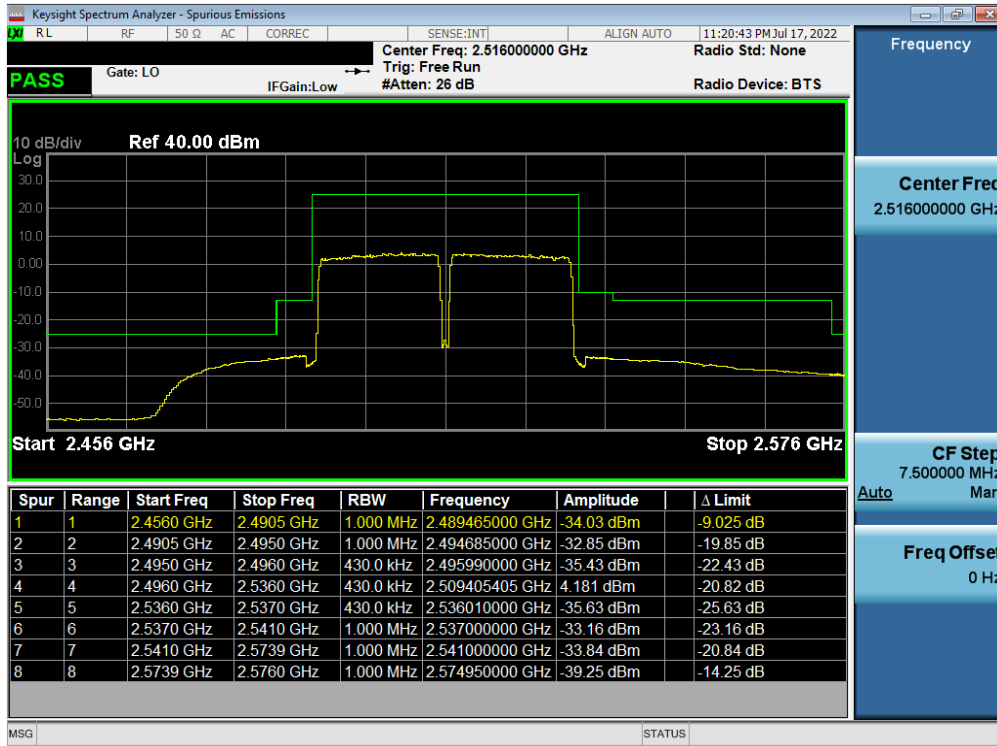 Keysight Spectrum Analyzer - Spurious Emissions
LXI RL RF 50 Ω AC CORREC SENSE:INT ALIGN AUTO 11:20:43 PM Jul 17, 2022
Center Freq: 2.516000000 GHz Radio Std: None
Gate: LO Trig: Free Run
PASS IFGain:Low #Atten: 26 dB Radio Device: BTS
10 dB/div Ref 40.00 dBm
Log
30.0
20.0
10.0
0.00
-10.0
-20.0
-30.0
-40.0
-50.0
Start 2.456 GHz Stop 2.576 GHz
Spur Range Start Freq Stop Freq RBW Frequency Amplitude Δ Limit
1 1 2.4560 GHz 2.4905 GHz 1.000 MHz 2.489465000 GHz -34.03 dBm -9.025 dB
2 2 2.4905 GHz 2.4950 GHz 1.000 MHz 2.494685000 GHz -32.85 dBm -19.85 dB
3 3 2.4950 GHz 2.4960 GHz 430.0 kHz 2.495990000 GHz -35.43 dBm -22.43 dB
4 4 2.4960 GHz 2.5360 GHz 430.0 kHz 2.509405405 GHz 4.181 dBm -20.82 dB
5 5 2.5360 GHz 2.5370 GHz 430.0 kHz 2.536010000 GHz -35.63 dBm -25.63 dB
6 6 2.5370 GHz 2.5410 GHz 1.000 MHz 2.537000000 GHz -33.16 dBm -23.16 dB
7 7 2.5410 GHz 2.5739 GHz 1.000 MHz 2.541000000 GHz -33.84 dBm -20.84 dB
8 8 2.5739 GHz 2.5760 GHz 1.000 MHz 2.574950000 GHz -39.25 dBm -14.25 dB
MSG STATUS
Frequency
Center Freq
2.516000000 GHz
CF Step
7.500000 MHz
Auto Man
Freq Offset
0 Hz